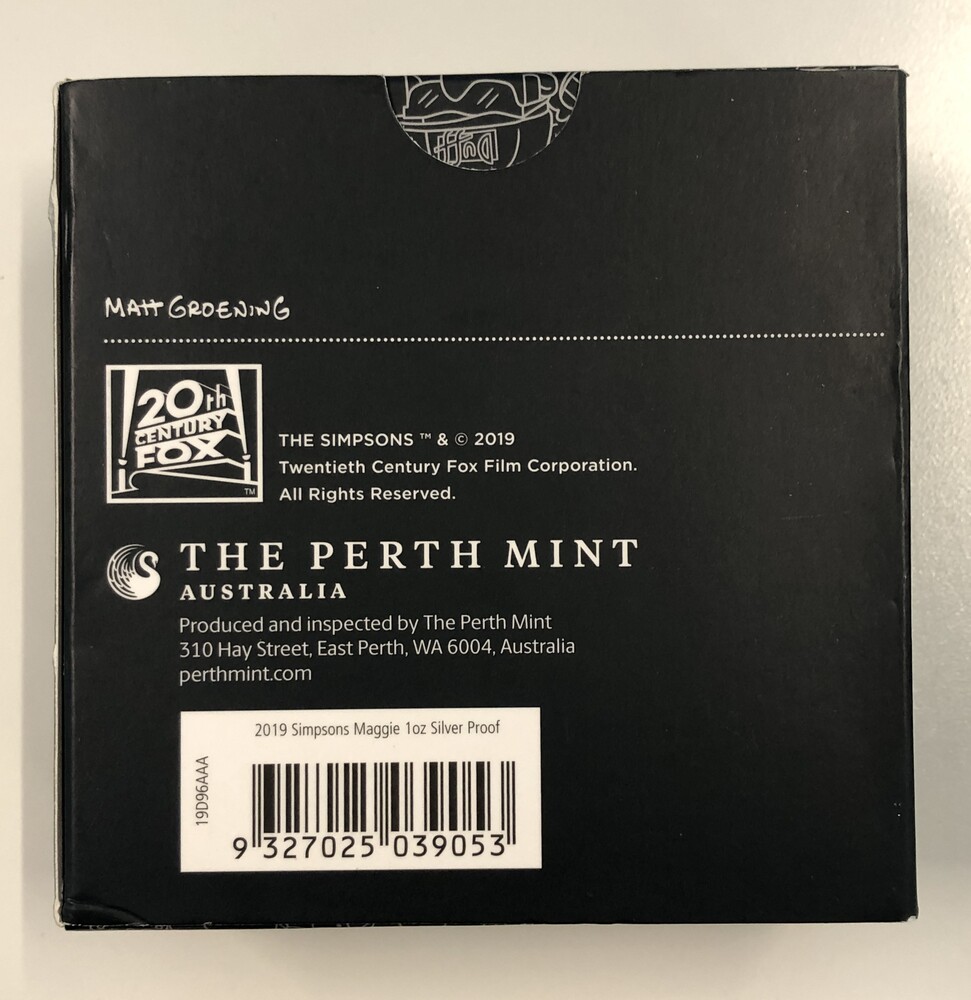 Duff
MATT GROENING
20th
CENTURY
FOX
TM
THE SIMPSONS ™ & © 2019
Twentieth Century Fox Film Corporation.
All Rights Reserved.
THE PERTH MINT
AUSTRALIA
Produced and inspected by The Perth Mint
310 Hay Street, East Perth, WA 6004, Australia
perthmint.com
2019 Simpsons Maggie 1oz Silver Proof
19D96AAA
9 327025 039053